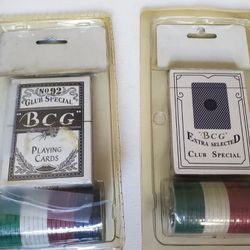 No 92
Club Special
"BCG"
Playing
Cards
"BCG"
Extra Selected
Club Special